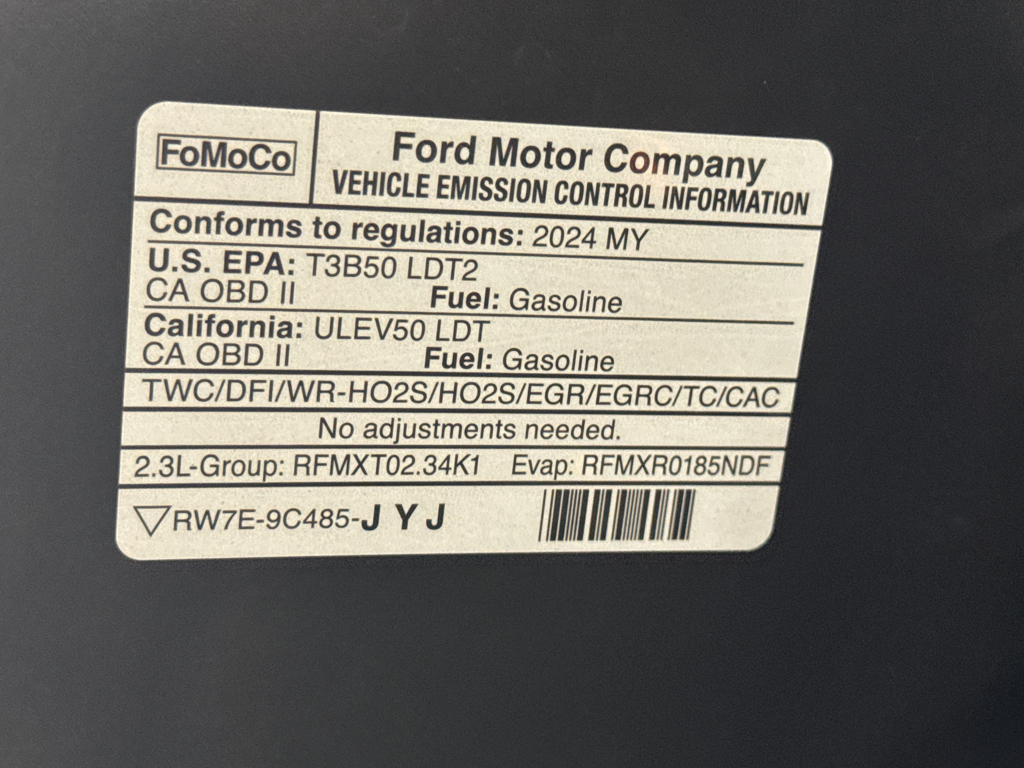 FoMoCo
Ford Motor Company
VEHICLE EMISSION CONTROL INFORMATION
Conforms to regulations: 2024 MY
U.S. EPA: T3B50 LDT2
CA OBD II Fuel: Gasoline
California: ULEV50 LDT
CA OBD II Fuel: Gasoline
TWC/DFI/WR-HO2S/HO2S/EGR/EGRC/TC/CAC
No adjustments needed.
2.3L-Group: RFMXT02.34K1 Evap: RFMXR0185NDF
▽RW7E-9C485-J Y J